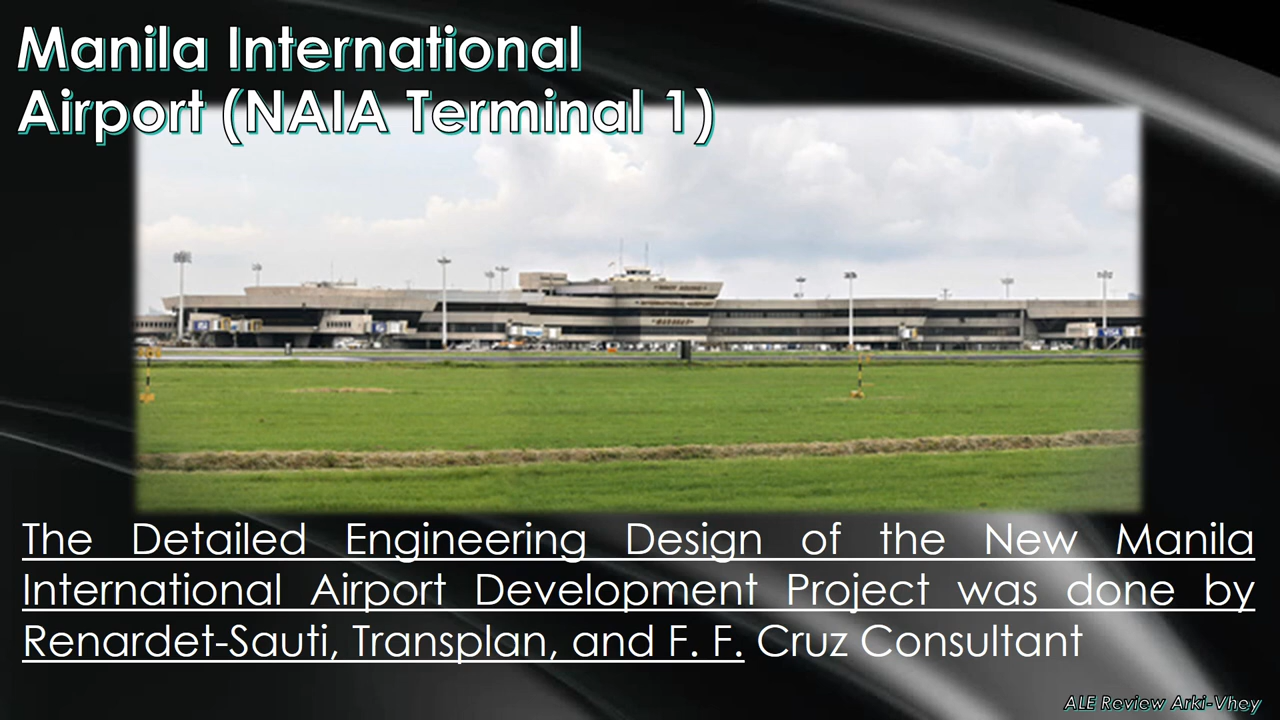 Manila International
Airport (NAIA Terminal 1)
The Detailed Engineering Design of the New Manila
International Airport Development Project was done by
Renardet-Sauti, Transplan, and F. F. Cruz Consultant
ALE Review Arki-Vhey